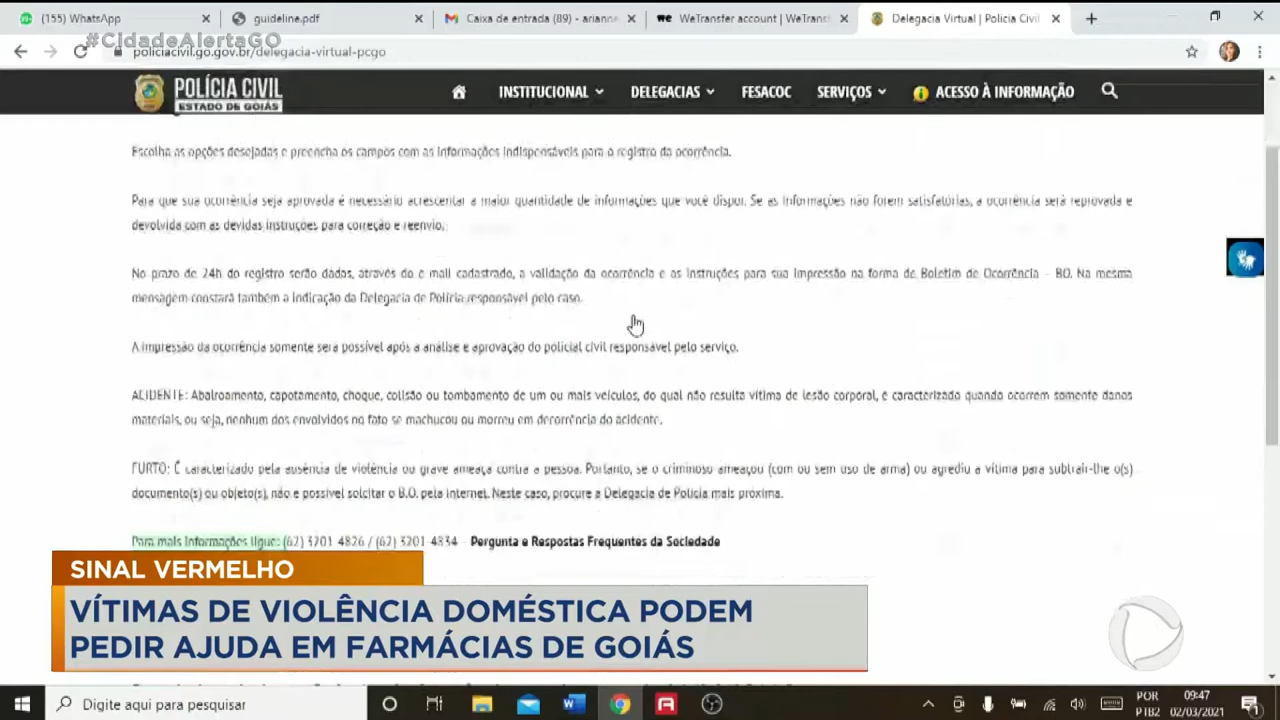 (155) WhatsApp
guideline.pdf
Caixa de entrada (89) - arianne
WeTransfer account | WeTrans
Delegacia Virtual | Polícia Civil
#CidadeAlertaGO
policiacivil.go.gov.br/delegacia-virtual-pcgo
POLÍCIA CIVIL
ESTADO DE GOIÁS
INSTITUCIONAL
DELEGACIAS
FESACOC
SERVIÇOS
ACESSO À INFORMAÇÃO
Escolha as opções desejadas e preencha os campos com as informações indispensáveis para o registro da ocorrência.
Para que sua ocorrência seja aprovada é necessário acrescentar a maior quantidade de informações que você dispor. Se as informações não forem satisfatórias, a ocorrência será reprovada e
devolvida com as devidas instruções para correção e reenvio.
No prazo de 24h do registro serão dadas, através do e-mail cadastrado, a validação da ocorrência e as instruções para sua impressão na forma de Boletim de Ocorrência – BO. Na mesma
mensagem constará também a indicação da Delegacia de Polícia responsável pelo caso.
A impressão da ocorrência somente será possível após a análise e aprovação do policial civil responsável pelo serviço.
ACIDENTE: Abalroamento, capotamento, choque, colisão ou tombamento de um ou mais veículos, do qual não resulta vítima de lesão corporal, é caracterizado quando ocorrem somente danos
materiais, ou seja, nenhum dos envolvidos no fato se machucou ou morreu em decorrência do acidente.
FURTO: É caracterizado pela ausência de violência ou grave ameaça contra a pessoa. Portanto, se o criminoso ameaçou (com ou sem uso de arma) ou agrediu a vítima para subtrair-lhe o(s)
documento(s) ou objeto(s), não é possível solicitar o B.O. pela internet. Neste caso, procure a Delegacia de Polícia mais próxima.
Para mais informações ligue: (62) 3201-4826 / (62) 3201-4834 – Pergunta e Respostas Frequentes da Sociedade
SINAL VERMELHO
VÍTIMAS DE VIOLÊNCIA DOMÉSTICA PODEM
PEDIR AJUDA EM FARMÁCIAS DE GOIÁS
Digite aqui para pesquisar
POR
PTB2
09:47
02/03/2021
1